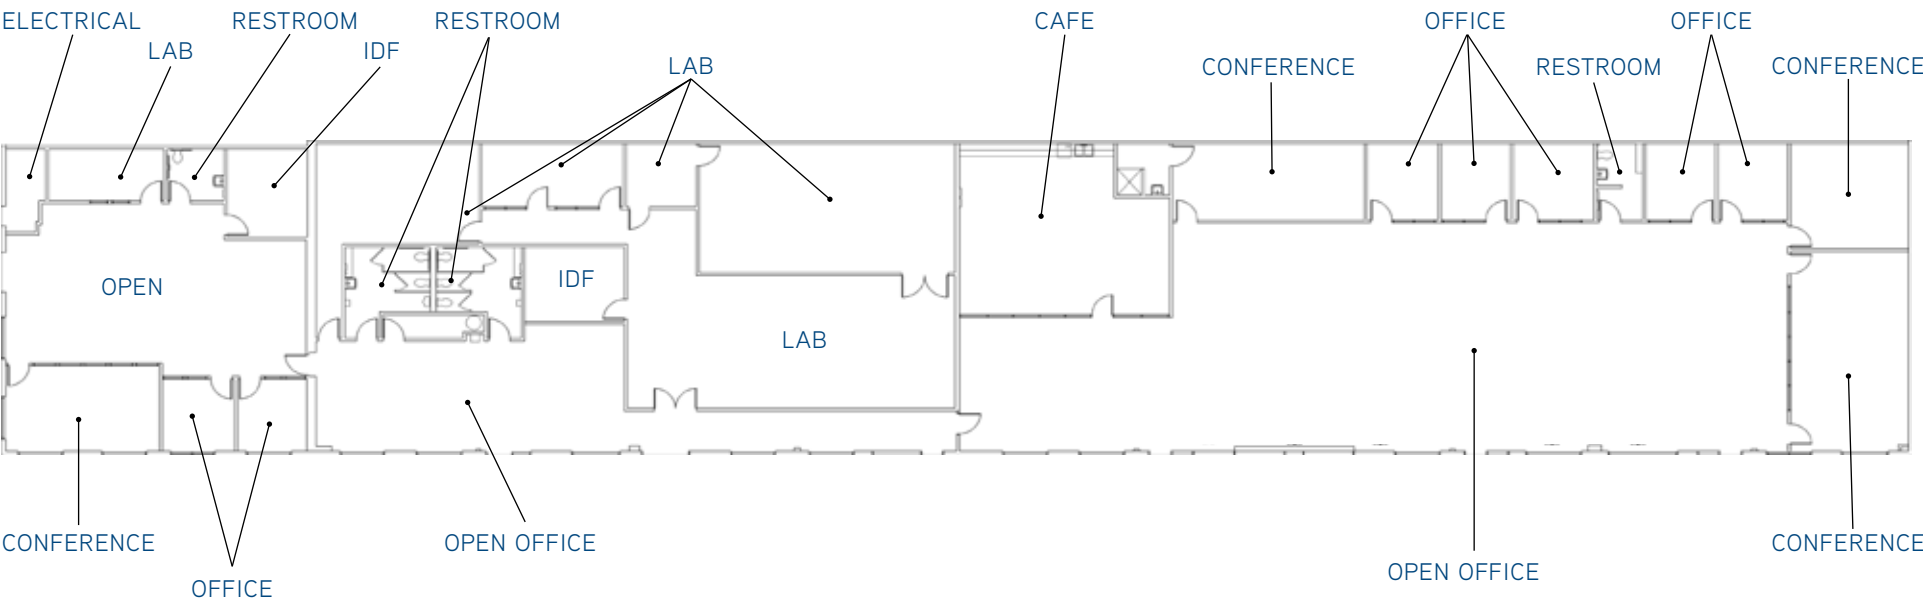 ELECTRICAL
RESTROOM
RESTROOM
CAFE
OFFICE
OFFICE
LAB
IDF
LAB
CONFERENCE
RESTROOM
CONFERENCE
OPEN
IDF
LAB
CONFERENCE
OPEN OFFICE
CONFERENCE
OPEN OFFICE
OFFICE